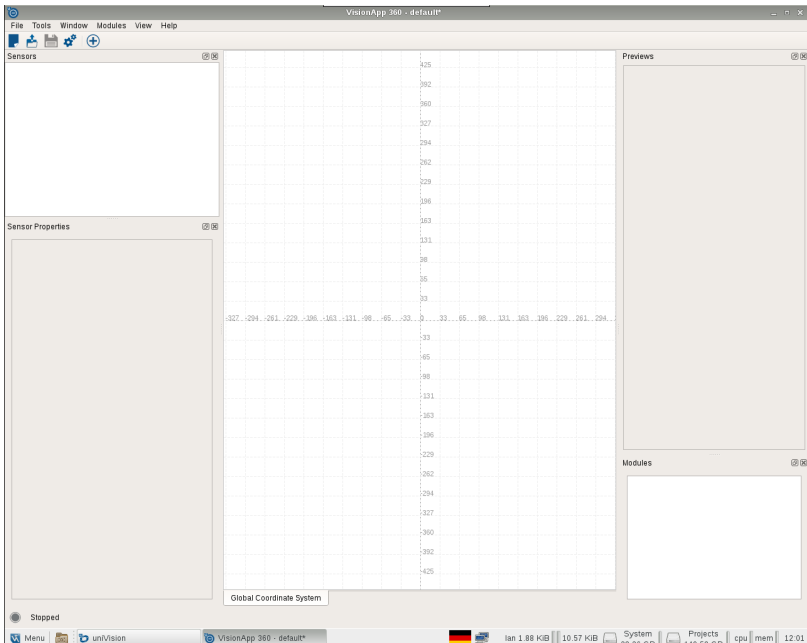 VisionApp 360 - default*
File Tools Window Modules View Help
Sensors
Previews
425
392
360
327
294
262
229
196
163
131
98
65
33
Sensor Properties
-327 -294 -261 -229 -196 -163 -131 -98 -65 -33 0 33 65 98 131 163 196 229 261 294
-33
-65
-98
-131
-163
-196
-229
-262
-294
-327
-360
-392
-425
Modules
Global Coordinate System
Stopped
Menu uniVision VisionApp 360 - default* lan 1.88 KiB 10.57 KiB System Projects cpu mem 12:01